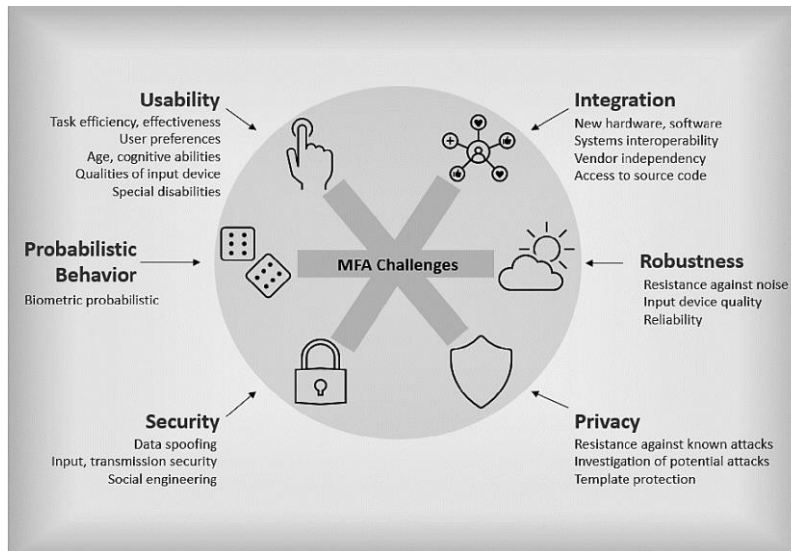 Usability
Task efficiency, effectiveness
User preferences
Age, cognitive abilities
Qualities of input device
Special disabilities
Integration
New hardware, software
Systems interoperability
Vendor independency
Access to source code
Probabilistic
Behavior
Biometric probabilistic
MFA Challenges
Robustness
Resistance against noise
Input device quality
Reliability
Security
Data spoofing
Input, transmission security
Social engineering
Privacy
Resistance against known attacks
Investigation of potential attacks
Template protection